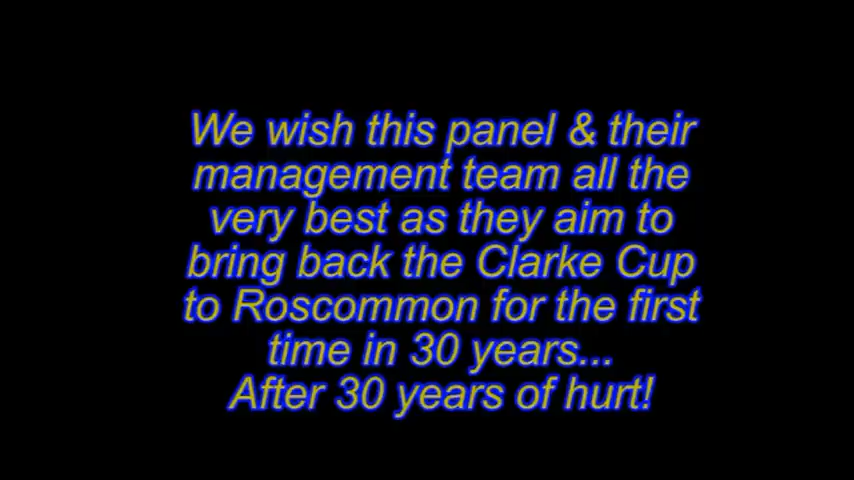 We wish this panel & their
management team all the
very best as they aim to
bring back the Clarke Cup
to Roscommon for the first
time in 30 years...
After 30 years of hurt!